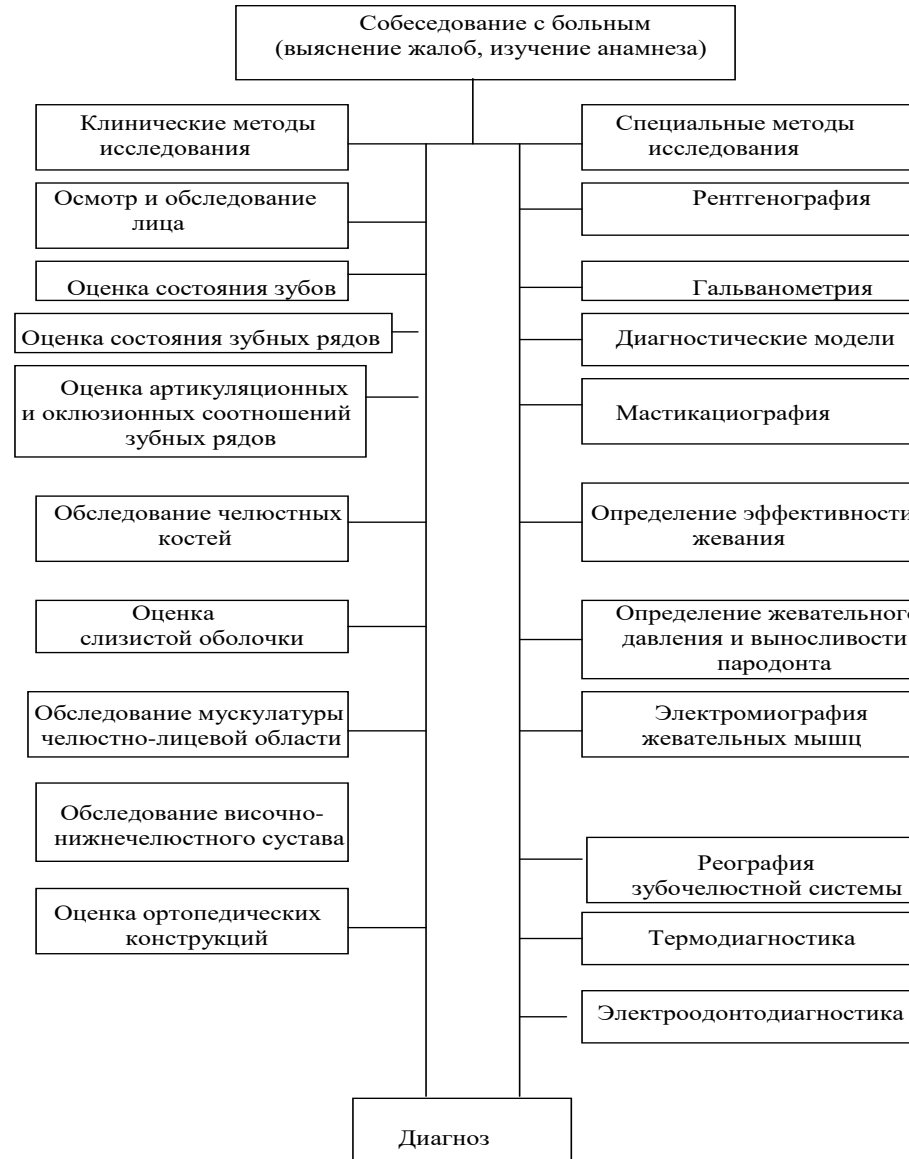 Собеседование с больным
(выяснение жалоб, изучение анамнеза)
Клинические методы
исследования
Осмотр и обследование
лица
Оценка состояния зубов
Оценка состояния зубных рядов
Оценка артикуляционных
и оклюзионных соотношений
зубных рядов
Обследование челюстных
костей
Оценка
слизистой оболочки
Обследование мускулатуры
челюстно-лицевой области
Обследование височно-
нижнечелюстного сустава
Оценка ортопедических
конструкций
Специальные методы
исследования
Рентгенография
Гальванометрия
Диагностические модели
Мастикациография
Определение эффективности
жевания
Определение жевательного
давления и выносливости
пародонта
Электромиография
жевательных мышц
Реография
зубочелюстной системы
Термодиагностика
Электроодонтодиагностика
Диагноз